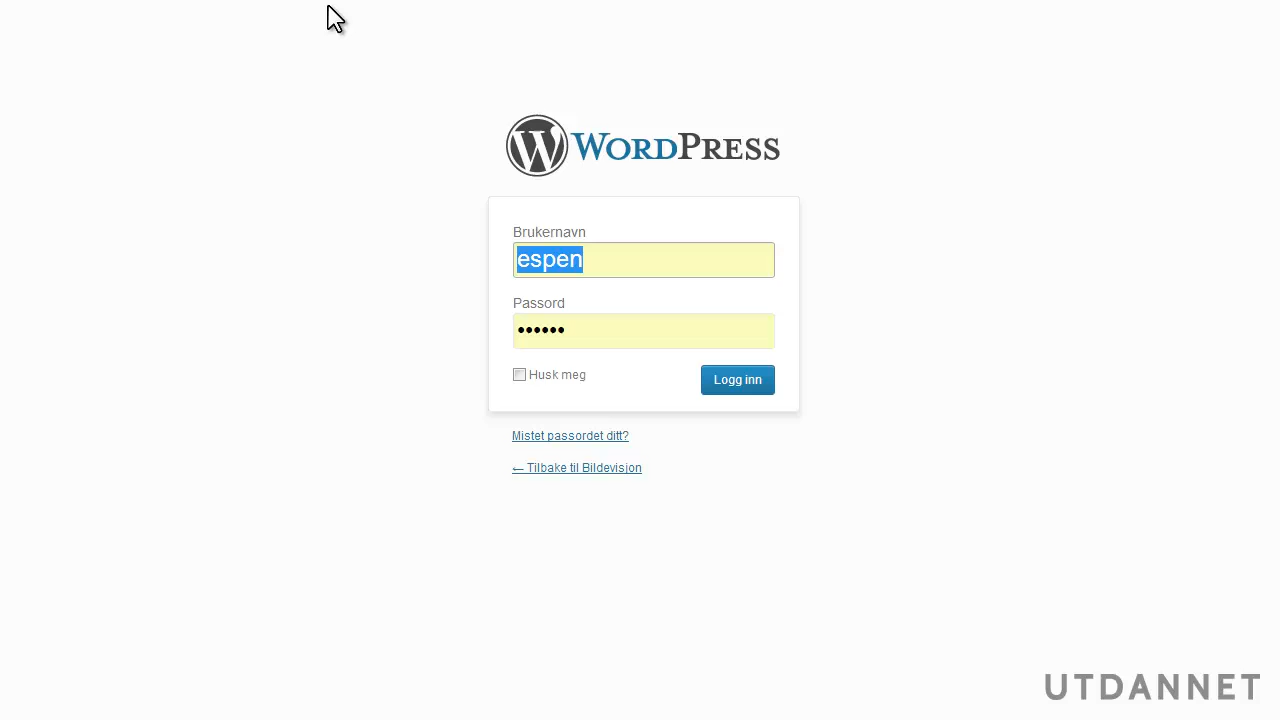 WORDPRESS
Brukernavn
espen
Passord
••••••
Husk meg
Logg inn
Mistet passordet ditt?
← Tilbake til Bildevisjon
UTDANNET